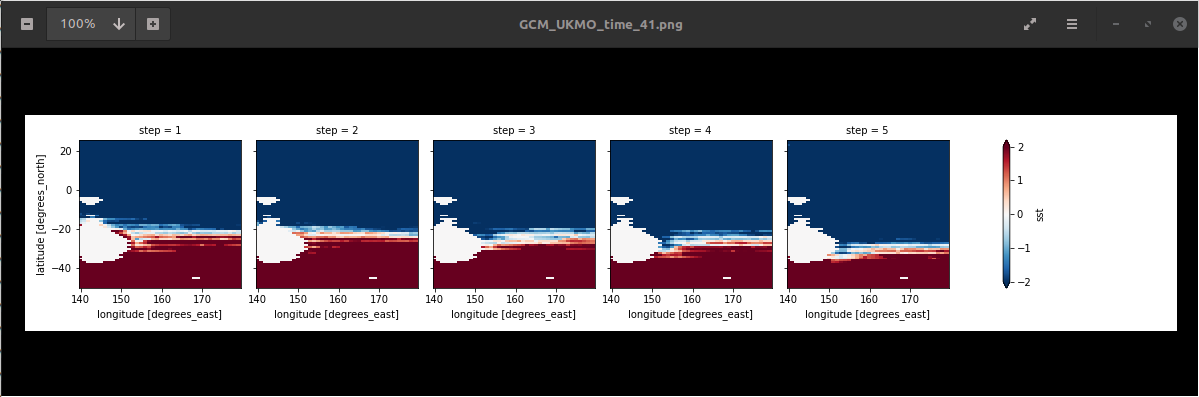 100%
GCM_UKMO_time_41.png
step = 1
step = 2
step = 3
step = 4
step = 5
latitude [degrees_north]
20
0
−20
−40
140 150 160 170
140 150 160 170
140 150 160 170
140 150 160 170
140 150 160 170
longitude [degrees_east]
longitude [degrees_east]
longitude [degrees_east]
longitude [degrees_east]
longitude [degrees_east]
2
1
0
−1
−2
sst